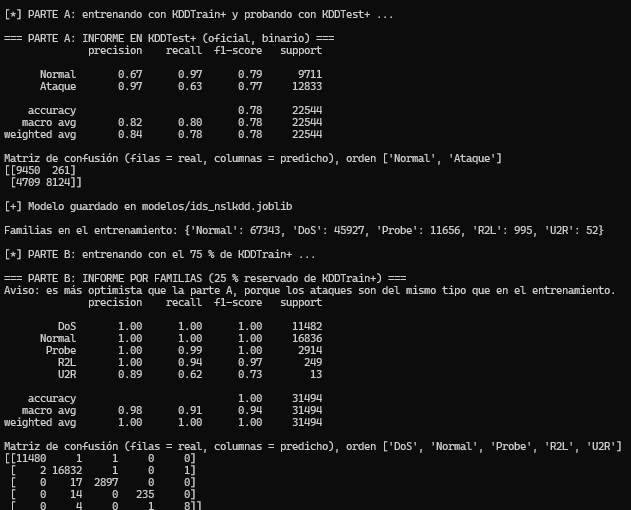 [*] PARTE A: entrenando con KDDTrain+ y probando con KDDTest+ ...
=== PARTE A: INFORME EN KDDTest+ (oficial, binario) ===
precision    recall  f1-score   support
Normal       0.67      0.97      0.79      9711
Ataque       0.97      0.63      0.77     12833
accuracy                           0.78     22544
macro avg       0.82      0.80      0.78     22544
weighted avg       0.84      0.78      0.78     22544
Matriz de confusión (filas = real, columnas = predicho), orden ['Normal', 'Ataque']
[[9450  261]
 [4709 8124]]
[+] Modelo guardado en modelos/ids_nslkdd.joblib
Familias en el entrenamiento: {'Normal': 67343, 'DoS': 45927, 'Probe': 11656, 'R2L': 995, 'U2R': 52}
[*] PARTE B: entrenando con el 75 % de KDDTrain+ ...
=== PARTE B: INFORME POR FAMILIAS (25 % reservado de KDDTrain+) ===
Aviso: es más optimista que la parte A, porque los ataques son del mismo tipo que en el entrenamiento.
precision    recall  f1-score   support
DoS       1.00      1.00      1.00     11482
Normal       1.00      1.00      1.00     16836
Probe       1.00      0.99      1.00      2914
R2L       1.00      0.94      0.97       249
U2R       0.89      0.62      0.73        13
accuracy                           1.00     31494
macro avg       0.98      0.91      0.94     31494
weighted avg       1.00      1.00      1.00     31494
Matriz de confusión (filas = real, columnas = predicho), orden ['DoS', 'Normal', 'Probe', 'R2L', 'U2R']
[[11480     1     1     0     0]
 [    2 16832     1     0     1]
 [    0    17  2897     0     0]
 [    0    14     0   235     0]
 [    0     4     0     1     8]]